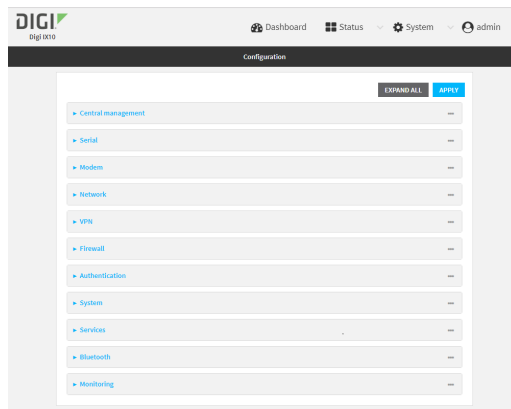 DIGI
Digi IX10
Dashboard
Status
System
admin
Configuration
EXPAND ALL
APPLY
Central management
Serial
Modem
Network
VPN
Firewall
Authentication
System
Services
Bluetooth
Monitoring